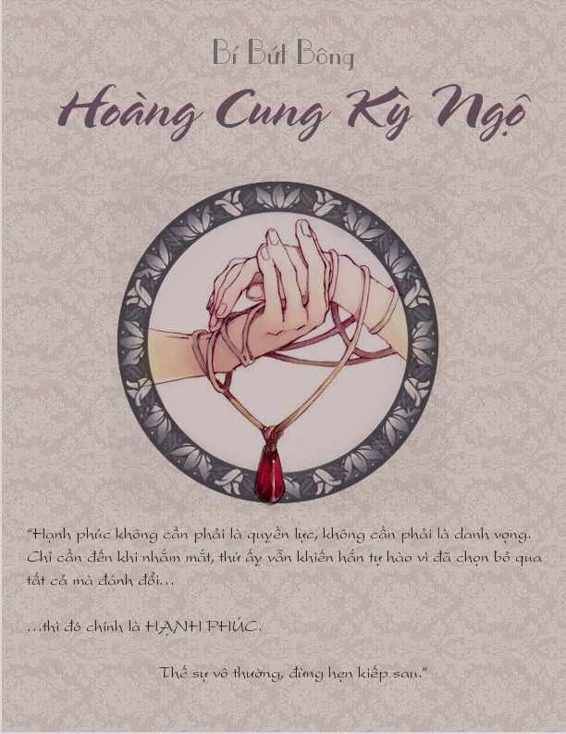 Bí Bứt Bông
Hoàng Cung Kỳ Ngộ
"Hạnh phúc không cần phải là quyền lực, không cần phải là danh vọng.
Chỉ cần đến khi nhắm mắt, thứ ấy vẫn khiến hắn tự hào vì đã chọn bỏ qua
tất cả mà đánh đổi...
...thì đó chính là HẠNH PHÚC.
Thế sự vô thường, đừng hẹn kiếp sau."